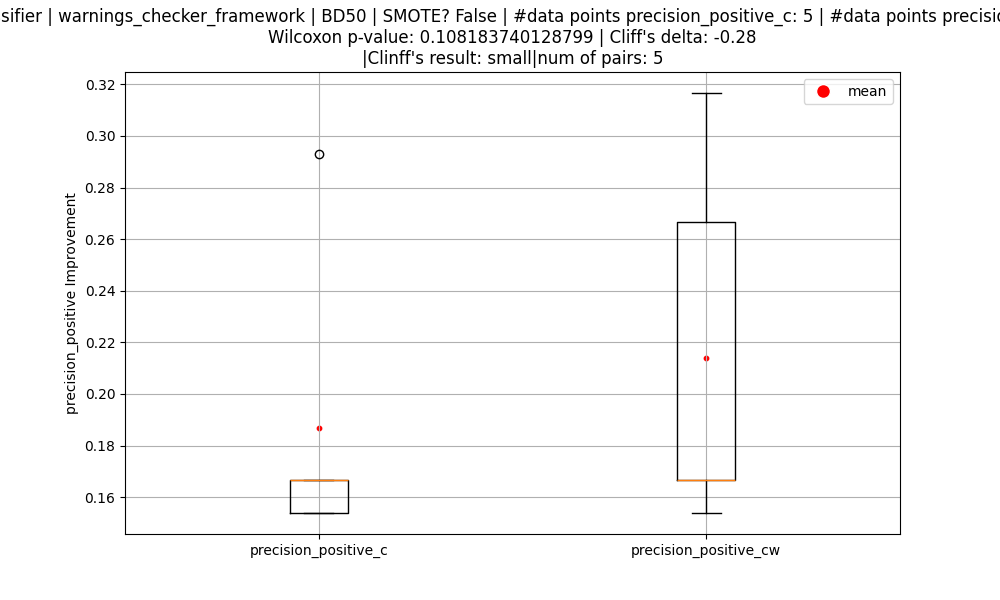 | warnings_checker_framework | BD50 | SMOTE? False | #data points precision_positive_c: 5 | #data points
Wilcoxon p-value: 0.108183740128799 | Cliff's delta: -0.28
|Clinff's result: small|num of pairs: 5
mean
0.32
0.30
0.28
0.26
0.24
0.22
0.20
0.18
0.16
precision_positive Improvement
precision_positive_c
precision_positive_cw